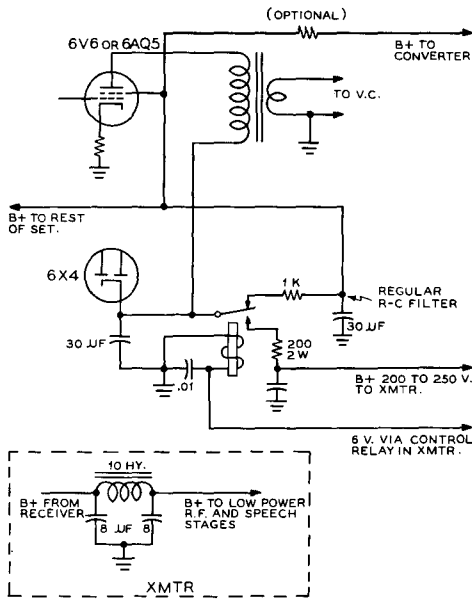 (OPTIONAL)
6V6 OR 6AQ5
B+ TO
CONVERTER
TO V.C.
B+ TO REST
OF SET.
6X4
1 K
REGULAR
R-C FILTER
30 UF
30 UF
200
2W
.01
B+ 200 TO 250 V.
TO XMTR.
6 V. VIA CONTROL
RELAY IN XMTR.
10 HY.
B+ FROM
RECEIVER
B+ TO LOW POWER
R.F. AND SPEECH
STAGES
8 UF 8
XMTR